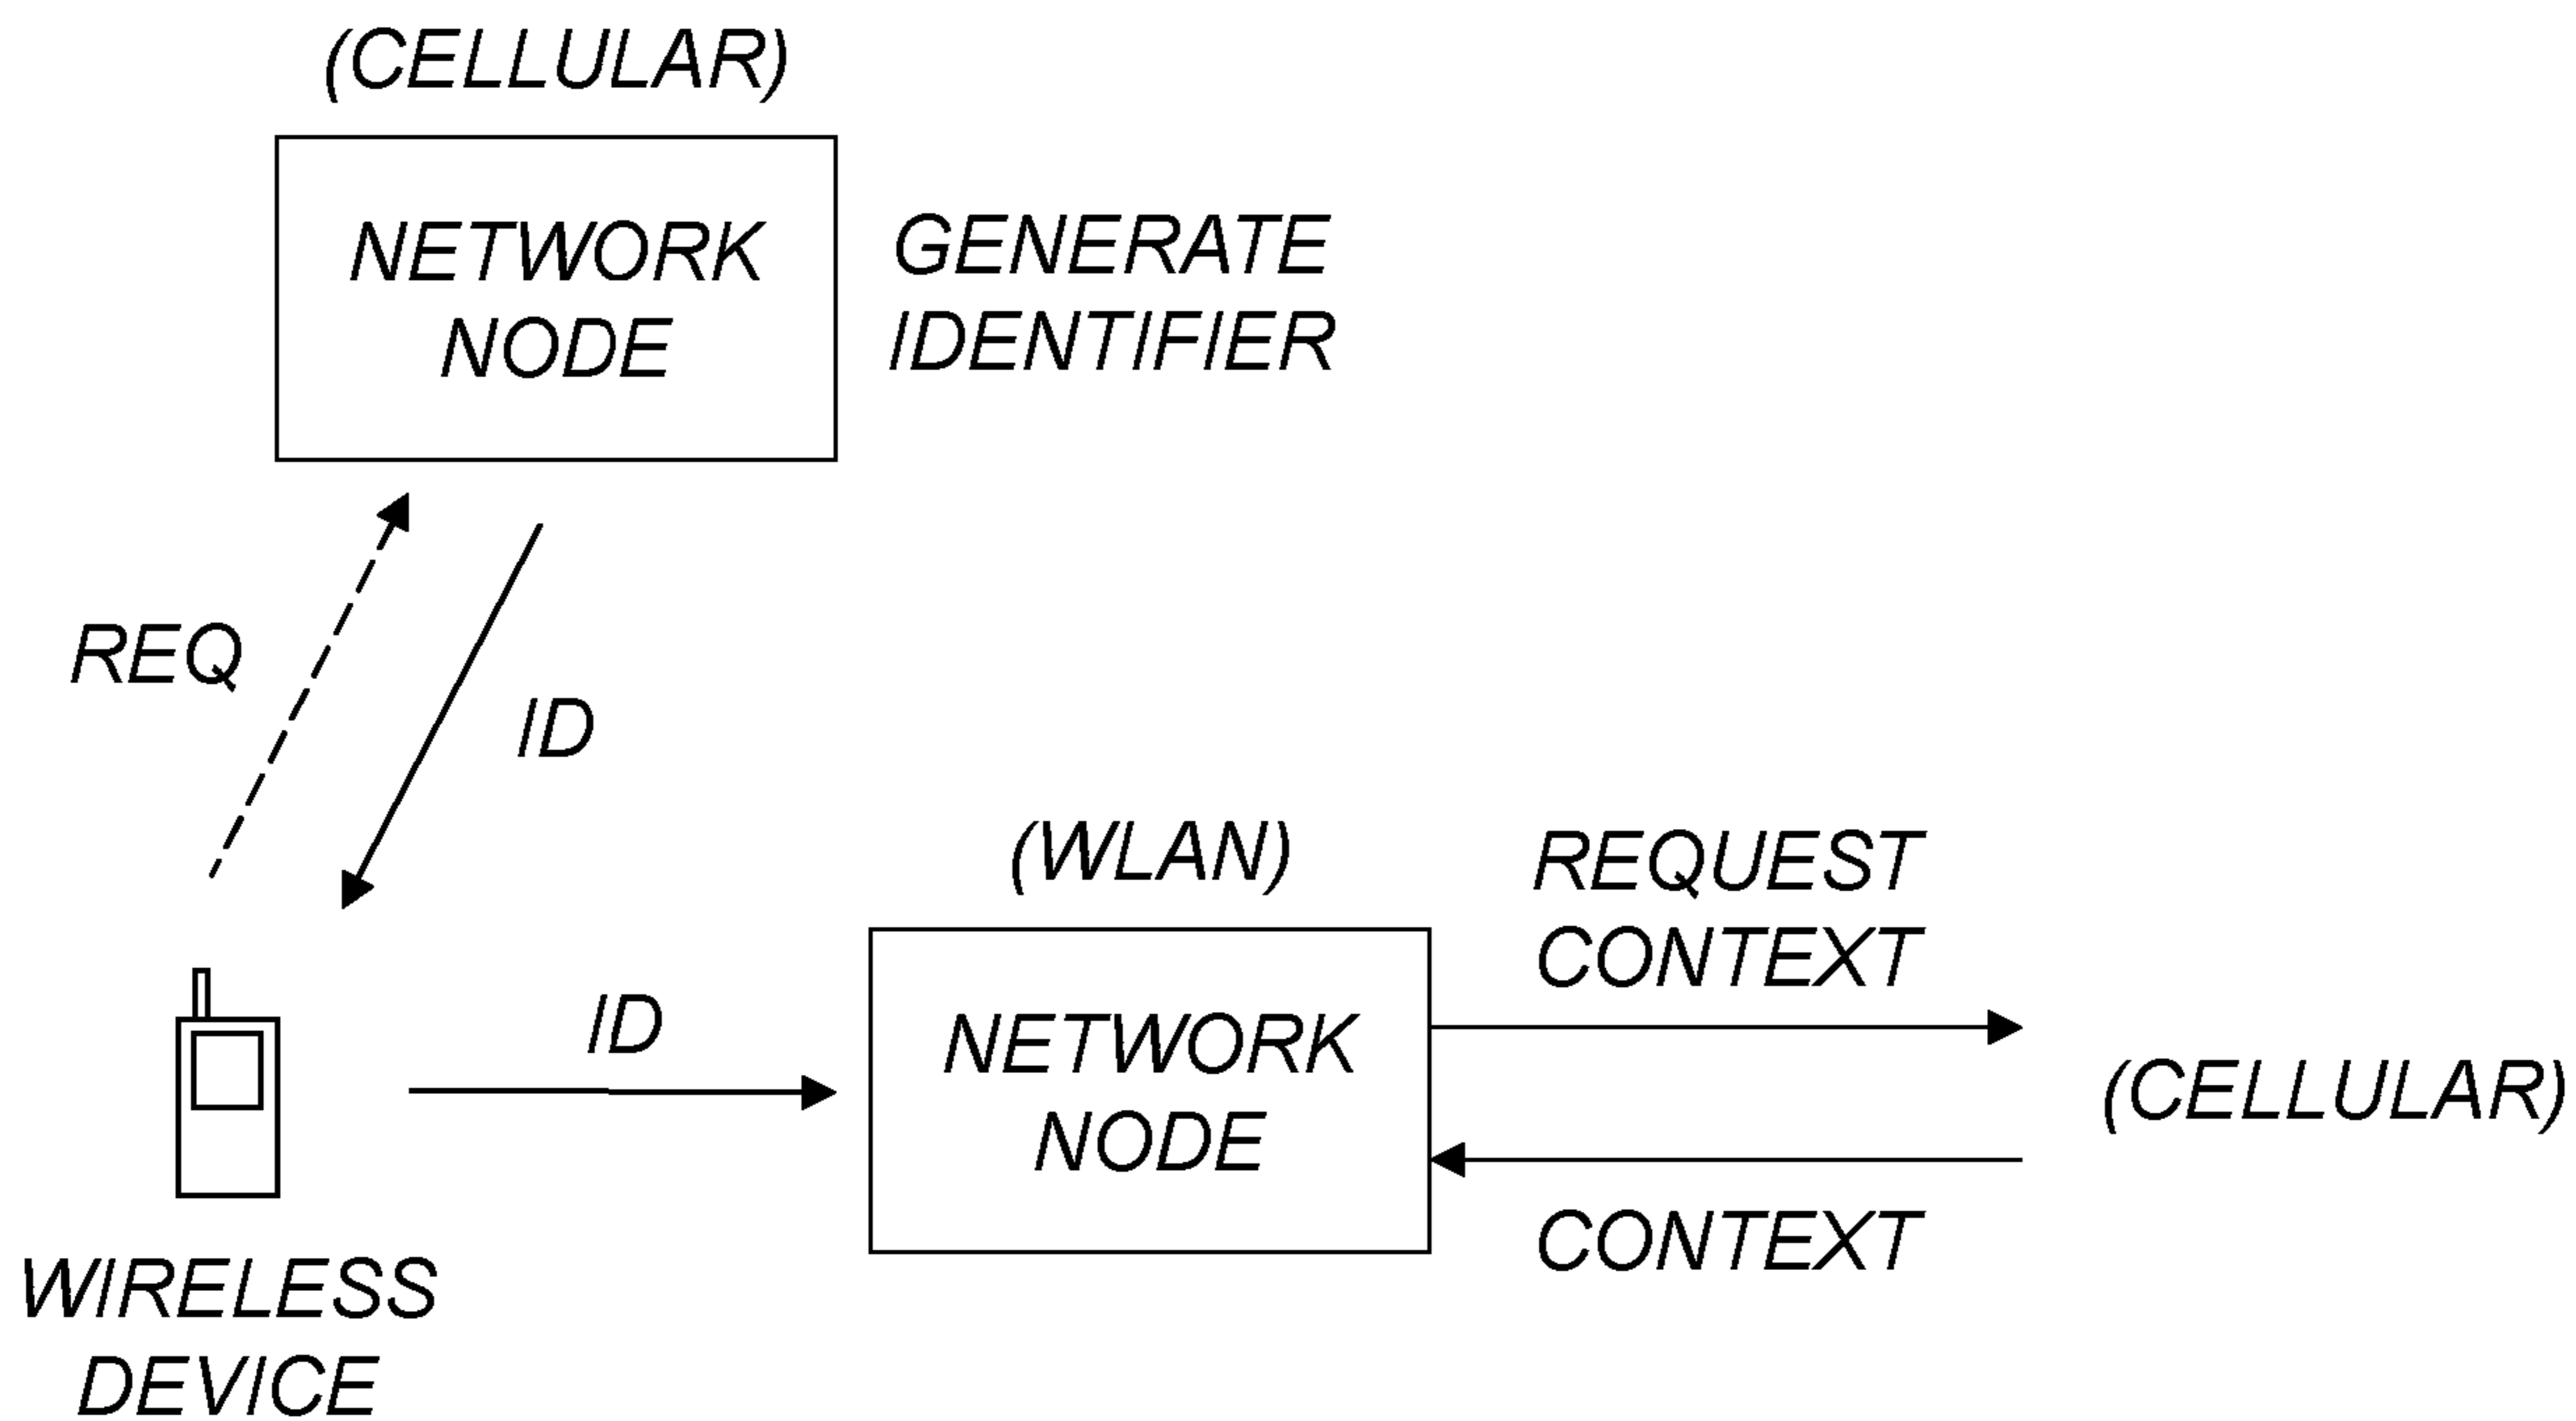 (CELLULAR)
NETWORK
NODE
GENERATE
IDENTIFIER
REQ
ID
(WLAN)
NETWORK
NODE
ID
REQUEST
CONTEXT
(CELLULAR)
CONTEXT
WIRELESS
DEVICE